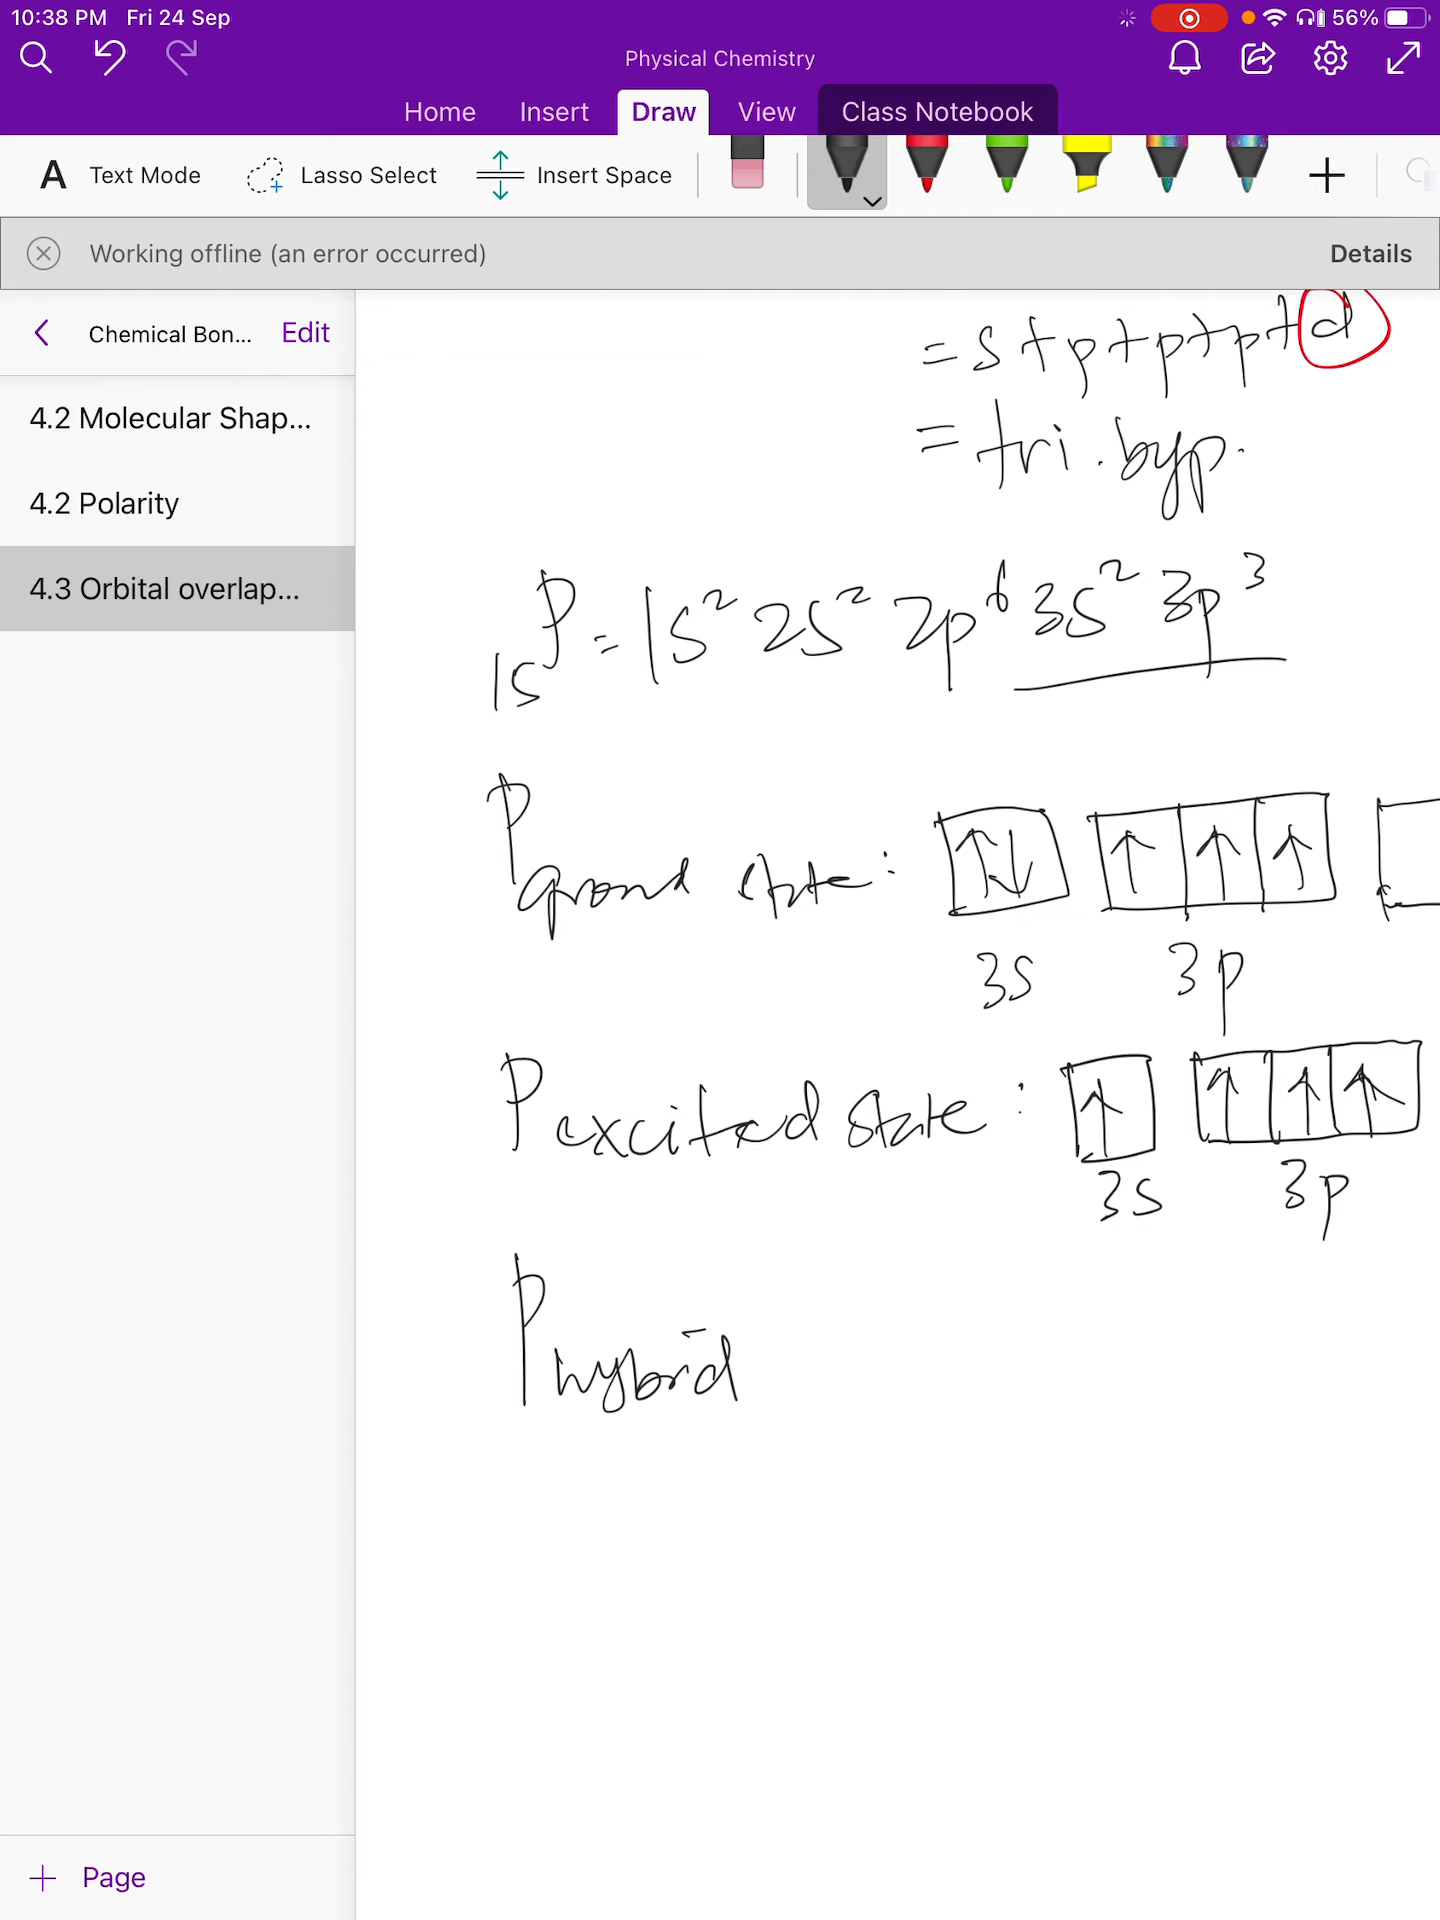 10:38 PM Fri 24 Sep
56%
Physical Chemistry
Home Insert Draw View Class Notebook
A Text Mode Lasso Select Insert Space
Working offline (an error occurred) Details
Chemical Bon... Edit
4.2 Molecular Shap...
4.2 Polarity
4.3 Orbital overlap...
= s + p + p + p + d
= tri. byp.
₁₅P = 1s² 2s² 2p⁶ 3s² 3p³
P grond state :
3s 3p
P excited state :
3s 3p
P hybrid
+ Page